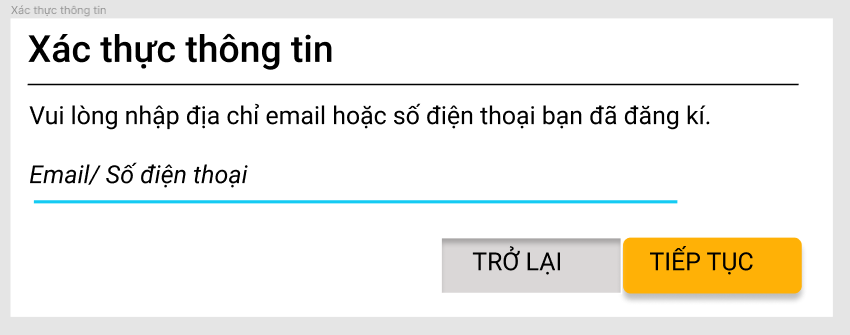 Xác thực thông tin
Xác thực thông tin
Vui lòng nhập địa chỉ email hoặc số điện thoại bạn đã đăng kí.
Email/ Số điện thoại
TRỞ LẠI
TIẾP TỤC